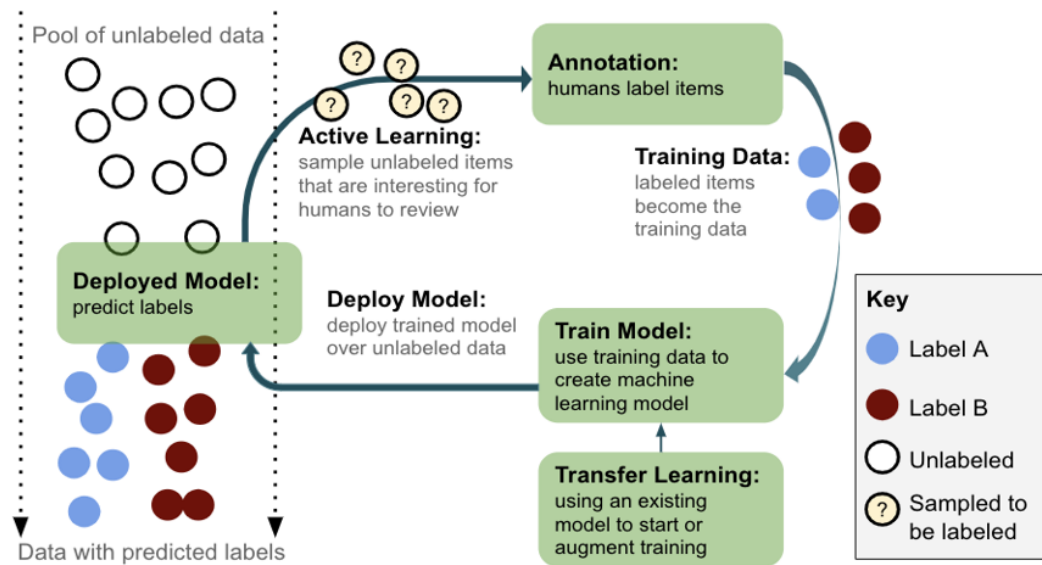 Pool of unlabeled data
?
?
?
?
?
Active Learning:
sample unlabeled items
that are interesting for
humans to review
Annotation:
humans label items
Training Data:
labeled items
become the
training data
Deployed Model:
predict labels
Deploy Model:
deploy trained model
over unlabeled data
Train Model:
use training data to
create machine
learning model
Transfer Learning:
using an existing
model to start or
augment training
Data with predicted labels
Key
Label A
Label B
Unlabeled
?
Sampled to
be labeled